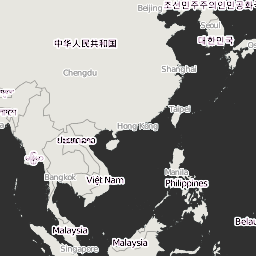 Beijing
조선민주주의인민공화
Seoul
대한민국
中华人民共和国
Chengdu
Shanghai
Taipei
Hong Kong
ປະເທດລາວ
Manila
Bangkok
Việt Nam
Philippines
Belau
Malaysia
Malaysia
Singapore